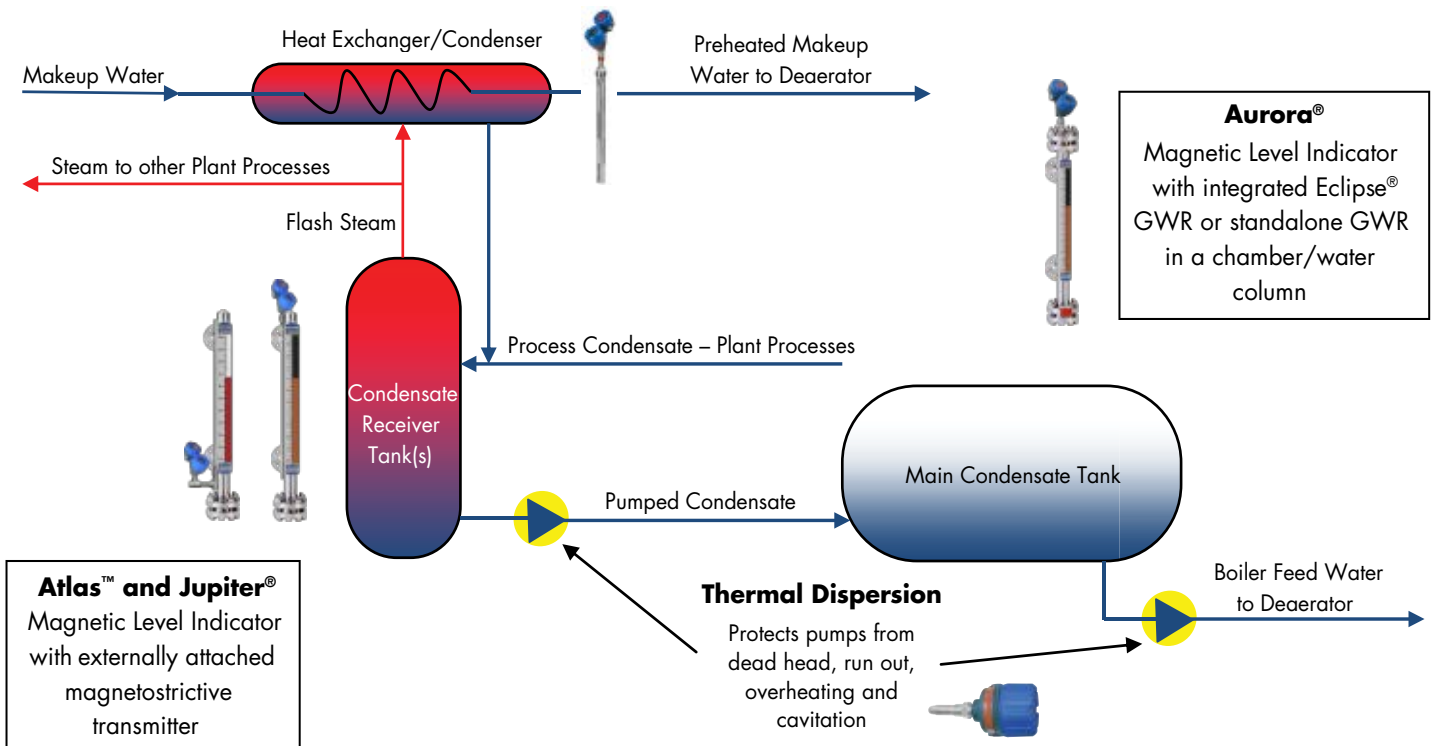 Heat Exchanger/Condenser
Makeup Water
Preheated Makeup
Water to Deaerator
Aurora®
Magnetic Level Indicator
with integrated Eclipse®
GWR or standalone GWR
in a chamber/water
column
Steam to other Plant Processes
Flash Steam
Process Condensate – Plant Processes
Condensate
Receiver
Tank(s)
Main Condensate Tank
Pumped Condensate
Atlas™ and Jupiter®
Magnetic Level Indicator
with externally attached
magnetostrictive
transmitter
Thermal Dispersion
Protects pumps from
dead head, run out,
overheating and
cavitation
Boiler Feed Water
to Deaerator